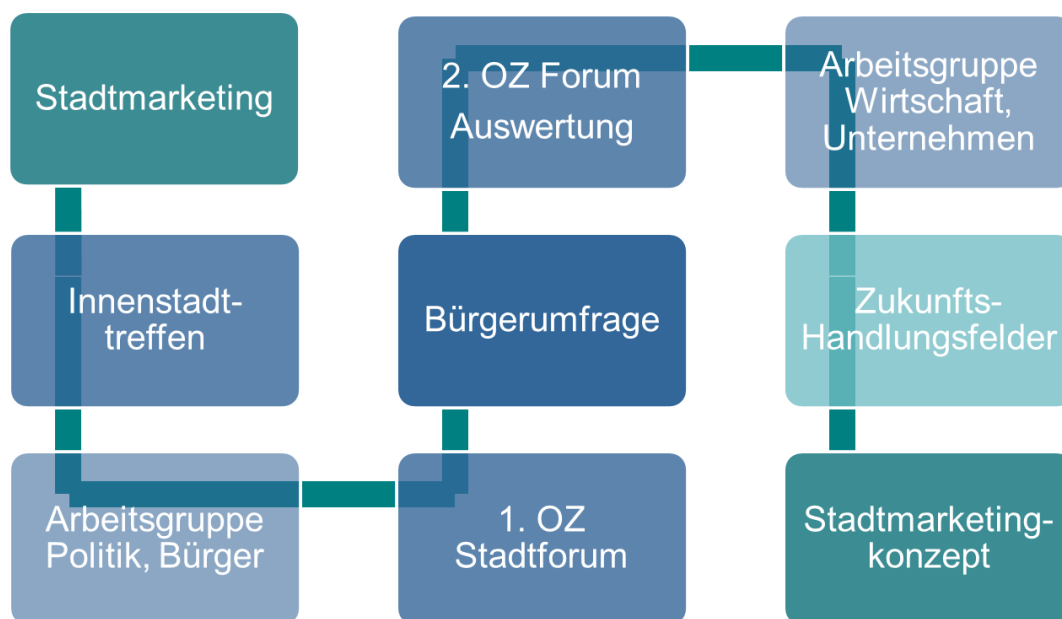 Stadtmarketing
Innenstadt-
treffen
Arbeitsgruppe
Politik, Bürger
1. OZ
Stadtforum
Bürgerumfrage
2. OZ Forum
Auswertung
Arbeitsgruppe
Wirtschaft,
Unternehmen
Zukunfts-
Handlungsfelder
Stadtmarketing-
konzept